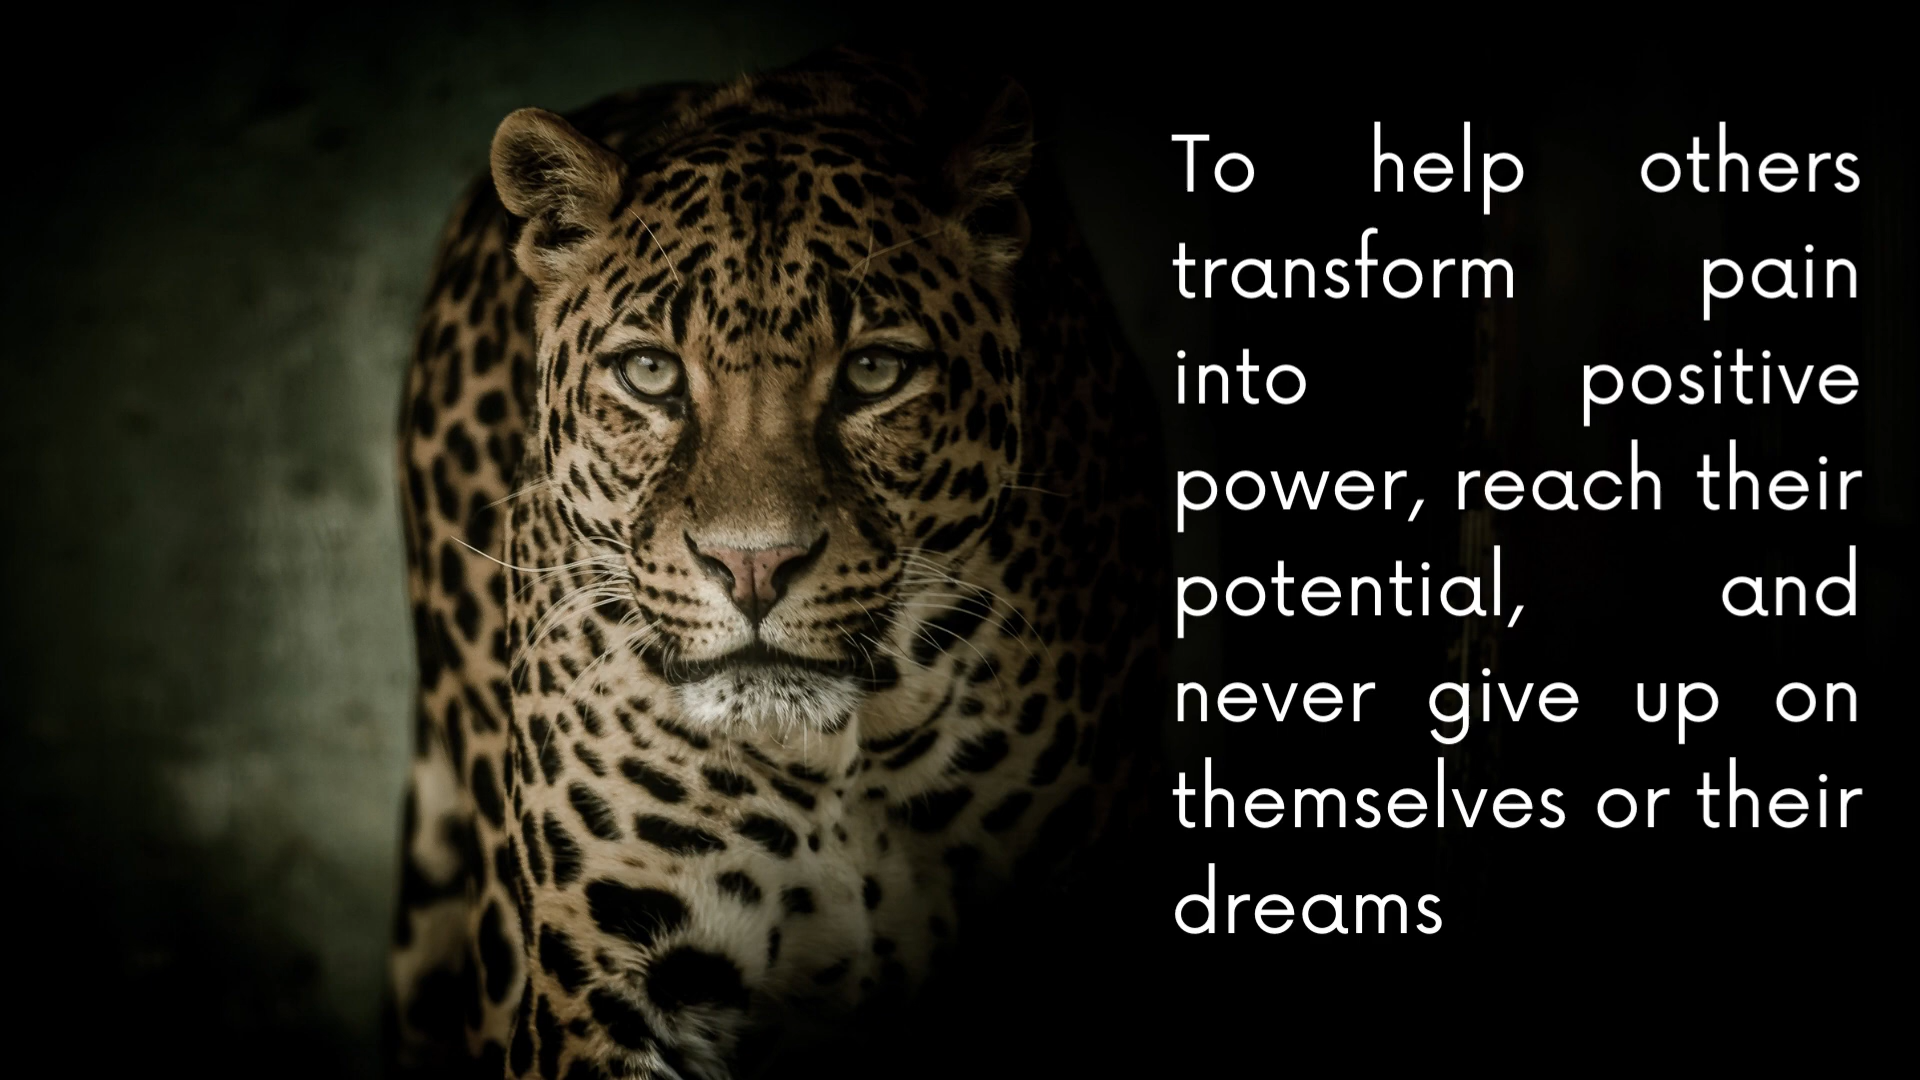 To help others
transform pain
into positive
power, reach their
potential, and
never give up on
themselves or their
dreams